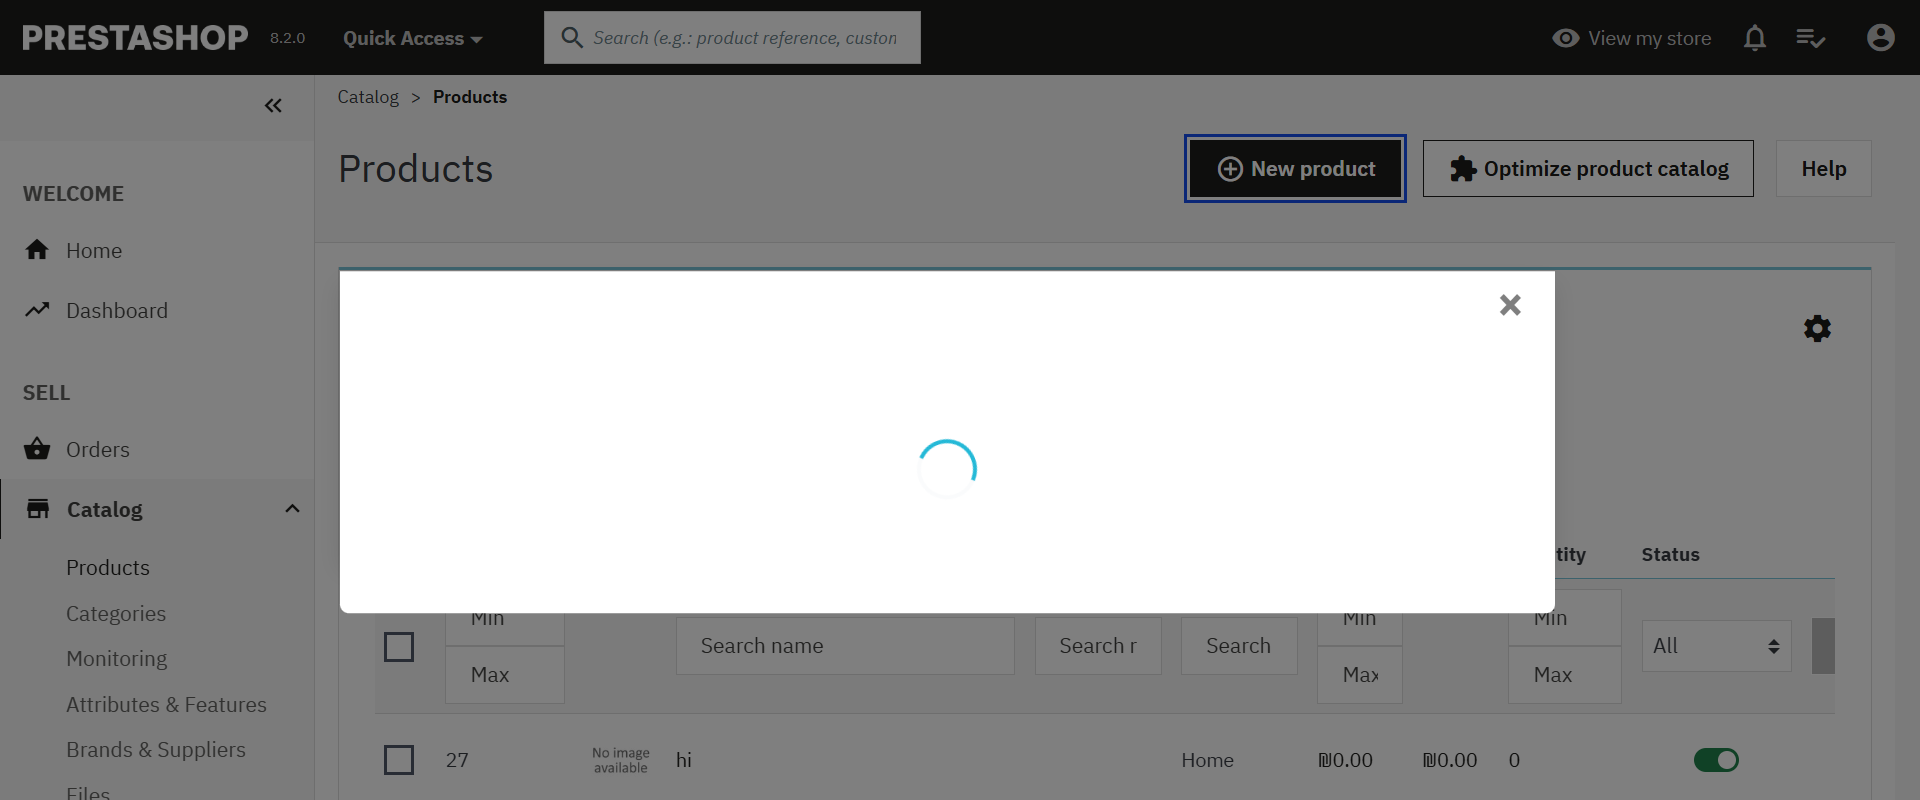 PRESTASHOP 8.2.0 Quick Access Search (e.g.: product reference, custon View my store
Catalog > Products
Products New product Optimize product catalog Help
WELCOME
Home
Dashboard
SELL
Orders
Catalog
Products
Categories
Monitoring
Attributes & Features
Brands & Suppliers
Files
tity Status
Min Min Min
Search name Search r Search All
Max Max Max
27 No image available hi Home ₪0.00 ₪0.00 0